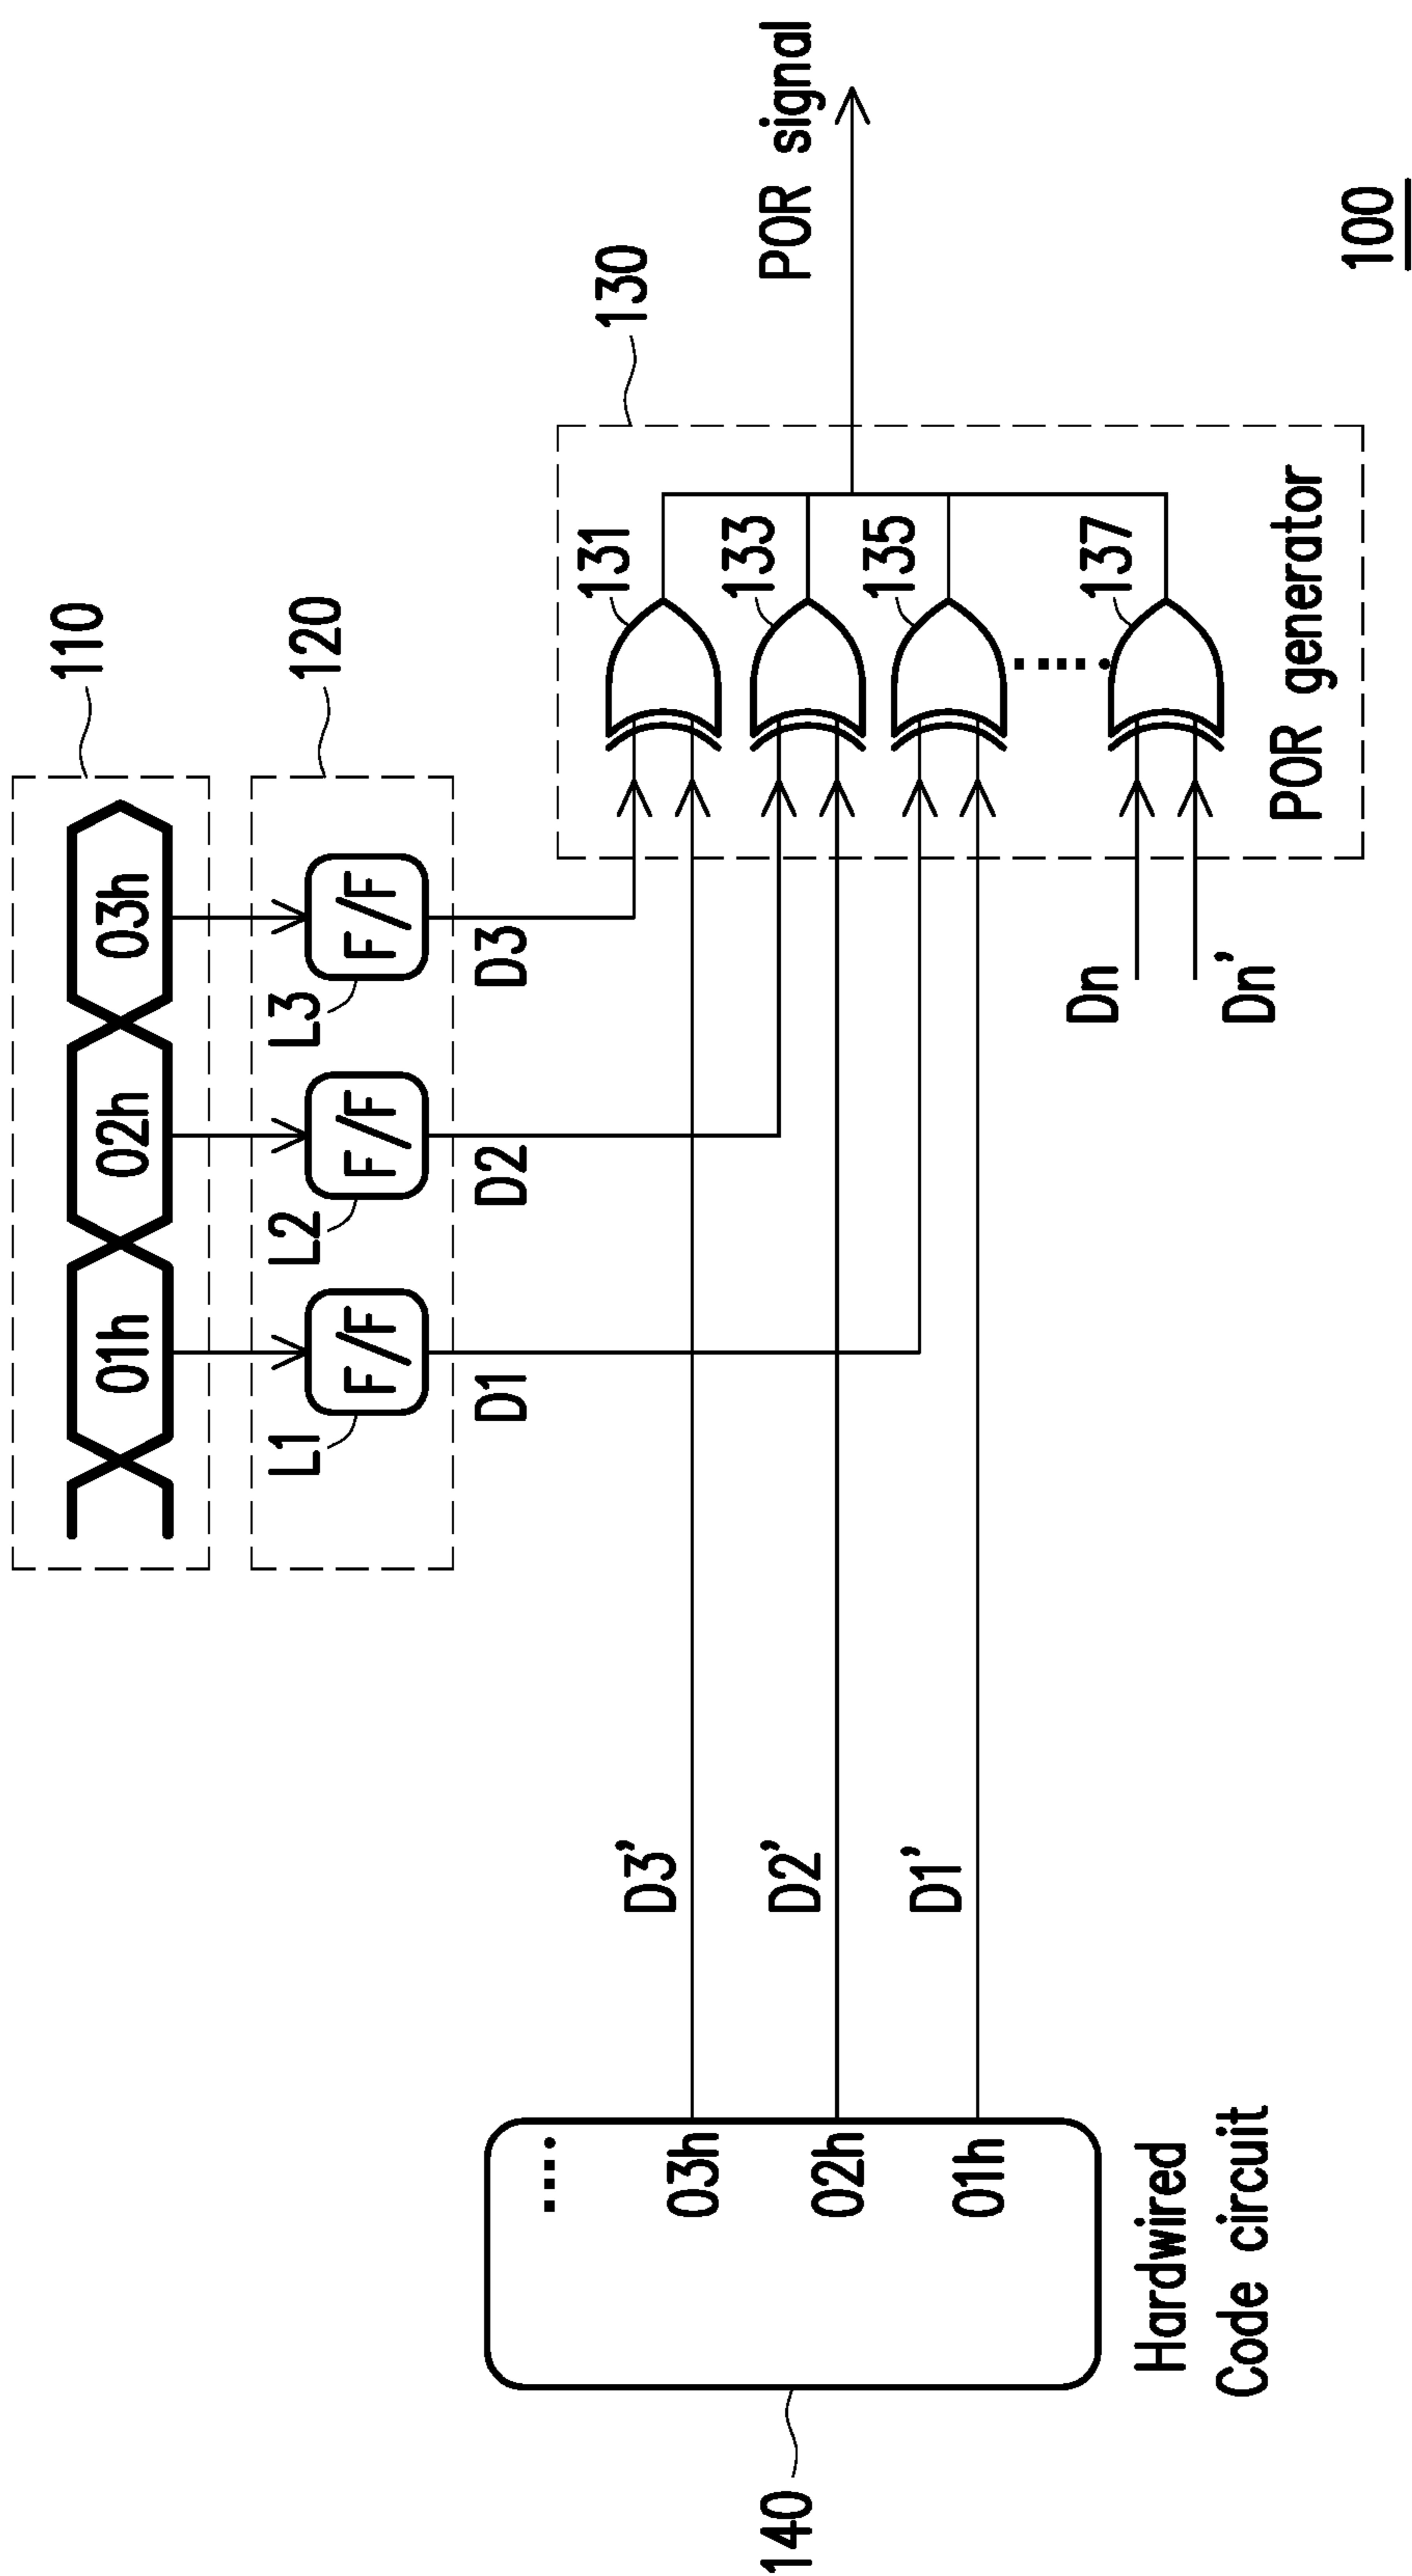 110
01h
02h
03h
120
L1
L2
L3
F/F
F/F
F/F
D1
D2
D3
130
131
133
135
137
POR signal
D3'
D2'
D1'
Dn
Dn'
POR generator
....
03h
02h
01h
140
Hardwired
Code circuit
100